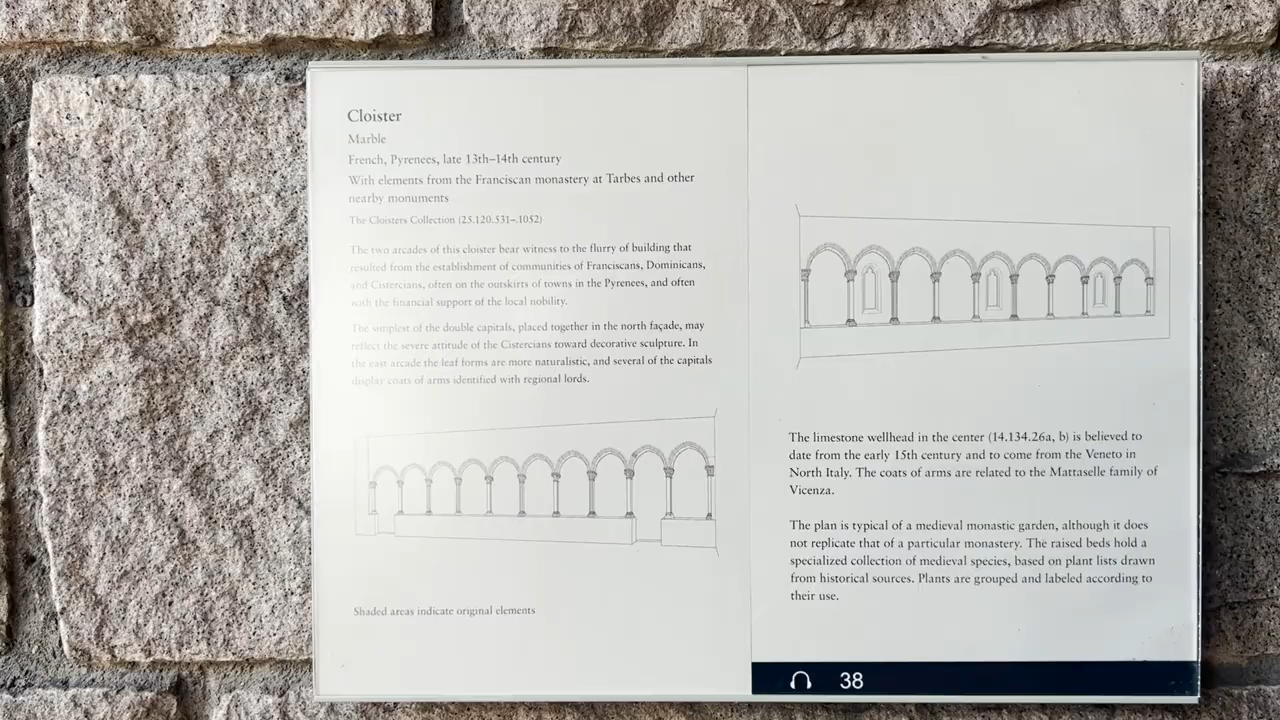 Cloister
Marble
French, Pyrenees, late 13th–14th century
With elements from the Franciscan monastery at Tarbes and other
nearby monuments
The Cloisters Collection (25.120.531–.1052)
The two arcades of this cloister bear witness to the flurry of building that
resulted from the establishment of communities of Franciscans, Dominicans,
and Cistercians, often on the outskirts of towns in the Pyrenees, and often
with the financial support of the local nobility.
The simplest of the double capitals, placed together in the north façade, may
reflect the severe attitude of the Cistercians toward decorative sculpture. In
the east arcade the leaf forms are more naturalistic, and several of the capitals
display coats of arms identified with regional lords.
Shaded areas indicate original elements
The limestone wellhead in the center (14.134.26a, b) is believed to
date from the early 15th century and to come from the Veneto in
North Italy. The coats of arms are related to the Mattaselle family of
Vicenza.
The plan is typical of a medieval monastic garden, although it does
not replicate that of a particular monastery. The raised beds hold a
specialized collection of medieval species, based on plant lists drawn
from historical sources. Plants are grouped and labeled according to
their use.
38